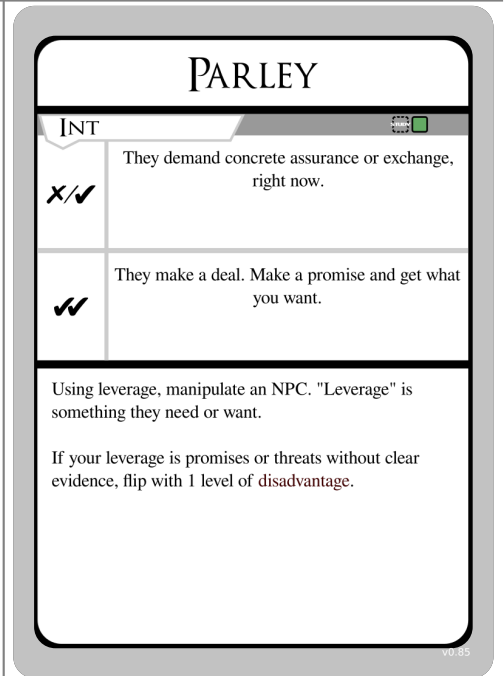 PARLEY
INT
✗/✔
They demand concrete assurance or exchange,
right now.
✔✔
They make a deal. Make a promise and get what
you want.
Using leverage, manipulate an NPC. "Leverage" is
something they need or want.
If your leverage is promises or threats without clear
evidence, flip with 1 level of disadvantage.
v0.85